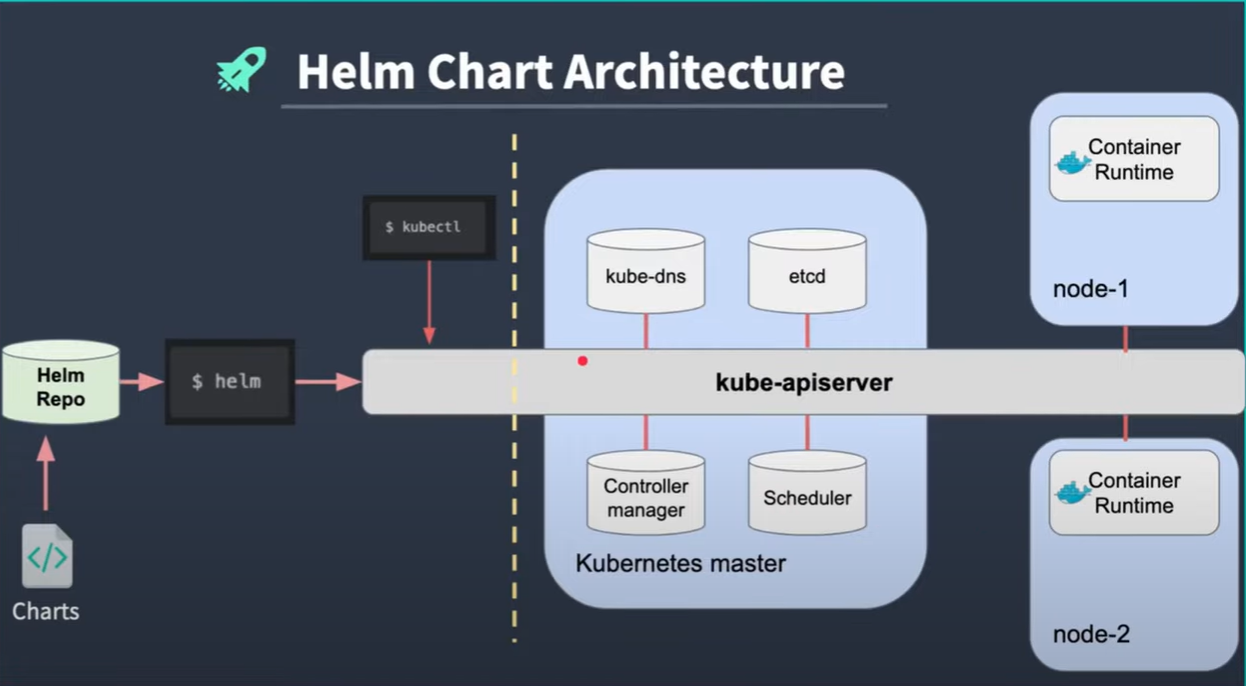 Helm Chart Architecture
Container
Runtime
node-1
$ kubectl
kube-dns
etcd
Helm
Repo
$ helm
kube-apiserver
Controller
manager
Scheduler
Kubernetes master
Container
Runtime
node-2
</>
Charts